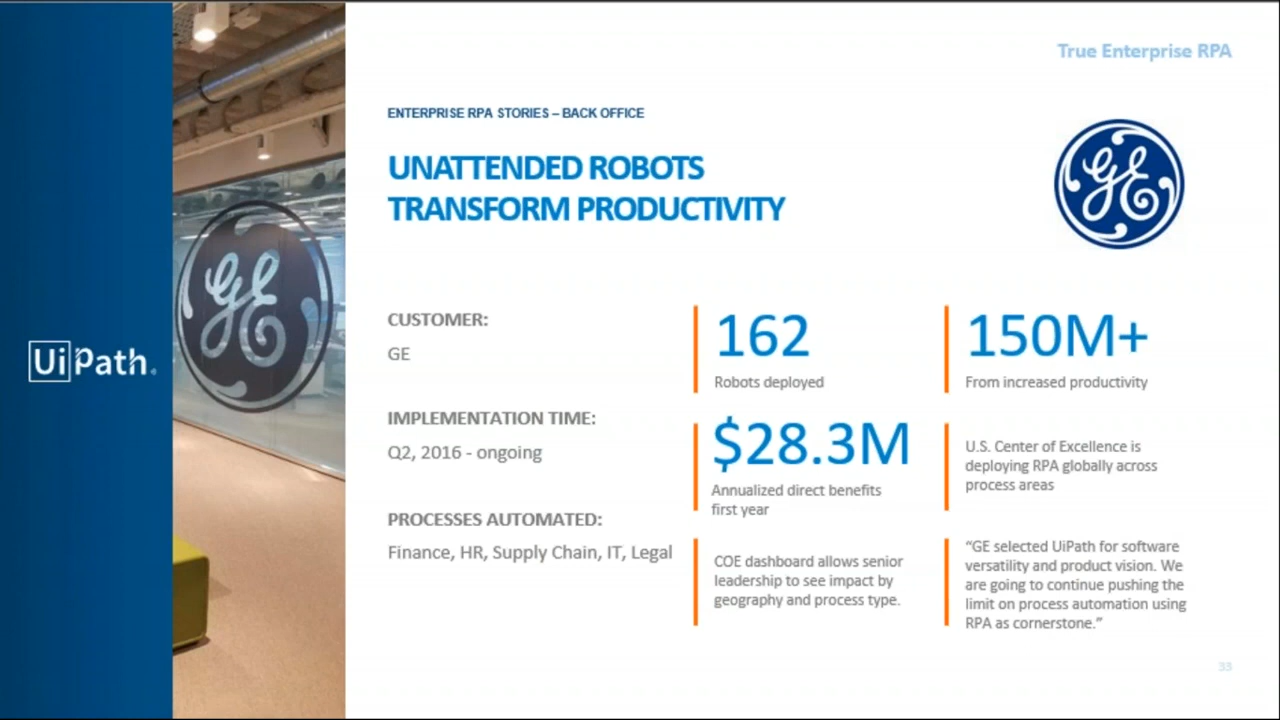 True Enterprise RPA
ENTERPRISE RPA STORIES – BACK OFFICE
UNATTENDED ROBOTS
TRANSFORM PRODUCTIVITY
GE
GE
UiPath
CUSTOMER:
GE
IMPLEMENTATION TIME:
Q2, 2016 - ongoing
PROCESSES AUTOMATED:
Finance, HR, Supply Chain, IT, Legal
162
Robots deployed
$28.3M
Annualized direct benefits
first year
COE dashboard allows senior
leadership to see impact by
geography and process type.
150M+
From increased productivity
U.S. Center of Excellence is
deploying RPA globally across
process areas
“GE selected UiPath for software
versatility and product vision. We
are going to continue pushing the
limit on process automation using
RPA as cornerstone.”
33